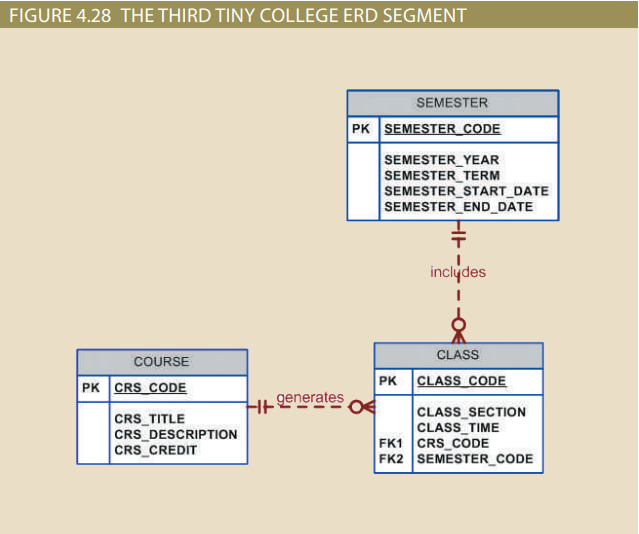 FIGURE 4.28 THE THIRD TINY COLLEGE ERD SEGMENT
SEMESTER
PK SEMESTER_CODE
SEMESTER_YEAR
SEMESTER_TERM
SEMESTER_START_DATE
SEMESTER_END_DATE
includes
COURSE
PK CRS_CODE
CRS_TITLE
CRS_DESCRIPTION
CRS_CREDIT
generates
CLASS
PK CLASS_CODE
CLASS_SECTION
CLASS_TIME
FK1 CRS_CODE
FK2 SEMESTER_CODE